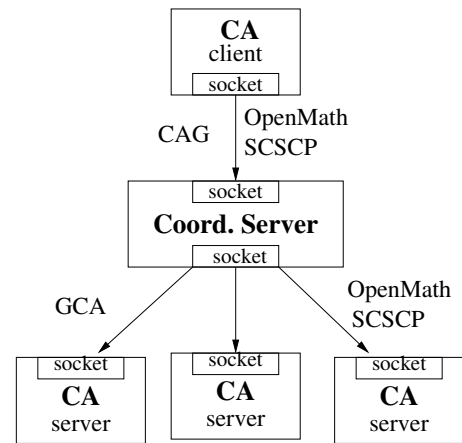 CA
client
socket
CAG
OpenMath
SCSCP
socket
Coord. Server
socket
GCA
OpenMath
SCSCP
socket
CA
server
socket
CA
server
socket
CA
server